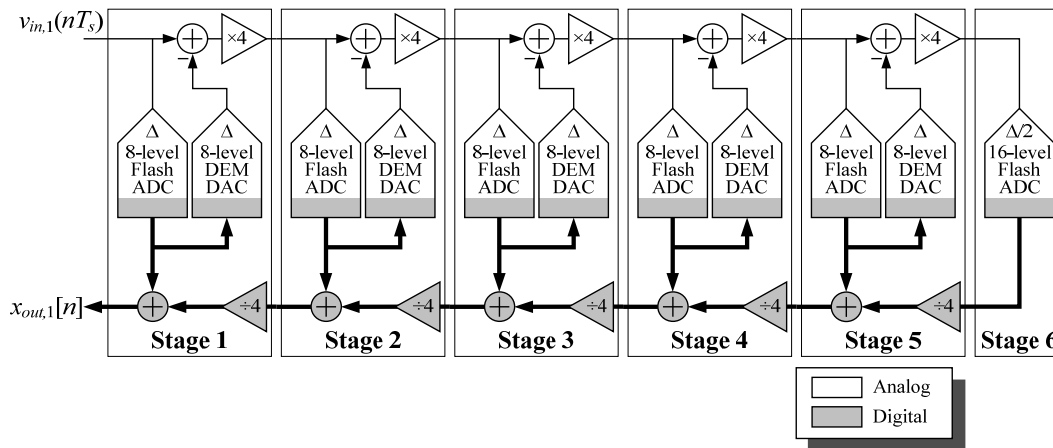 v_{in,1}(nT_s)
×4
×4
×4
×4
×4
−
−
−
−
−
Δ
8-level
Flash
ADC
Δ
8-level
DEM
DAC
Δ
8-level
Flash
ADC
Δ
8-level
DEM
DAC
Δ
8-level
Flash
ADC
Δ
8-level
DEM
DAC
Δ
8-level
Flash
ADC
Δ
8-level
DEM
DAC
Δ
8-level
Flash
ADC
Δ
8-level
DEM
DAC
Δ/2
16-level
Flash
ADC
x_{out,1}[n]
÷4
÷4
÷4
÷4
÷4
Stage 1
Stage 2
Stage 3
Stage 4
Stage 5
Stage 6
Analog
Digital